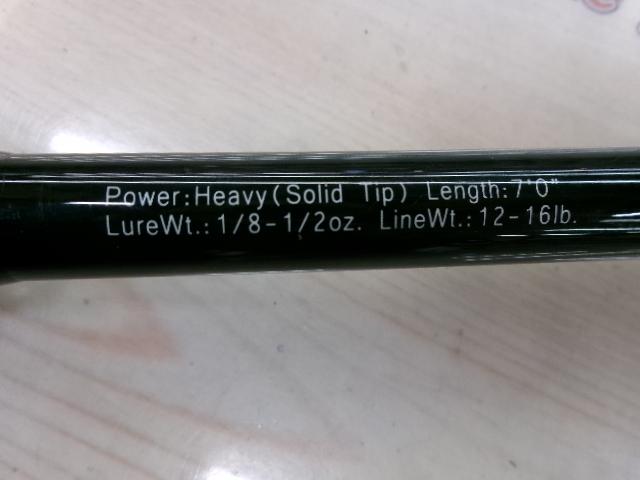 Power:Heavy(Solid Tip) Length:7'0"
LureWt.:1/8-1/2oz. LineWt.:12-16lb.